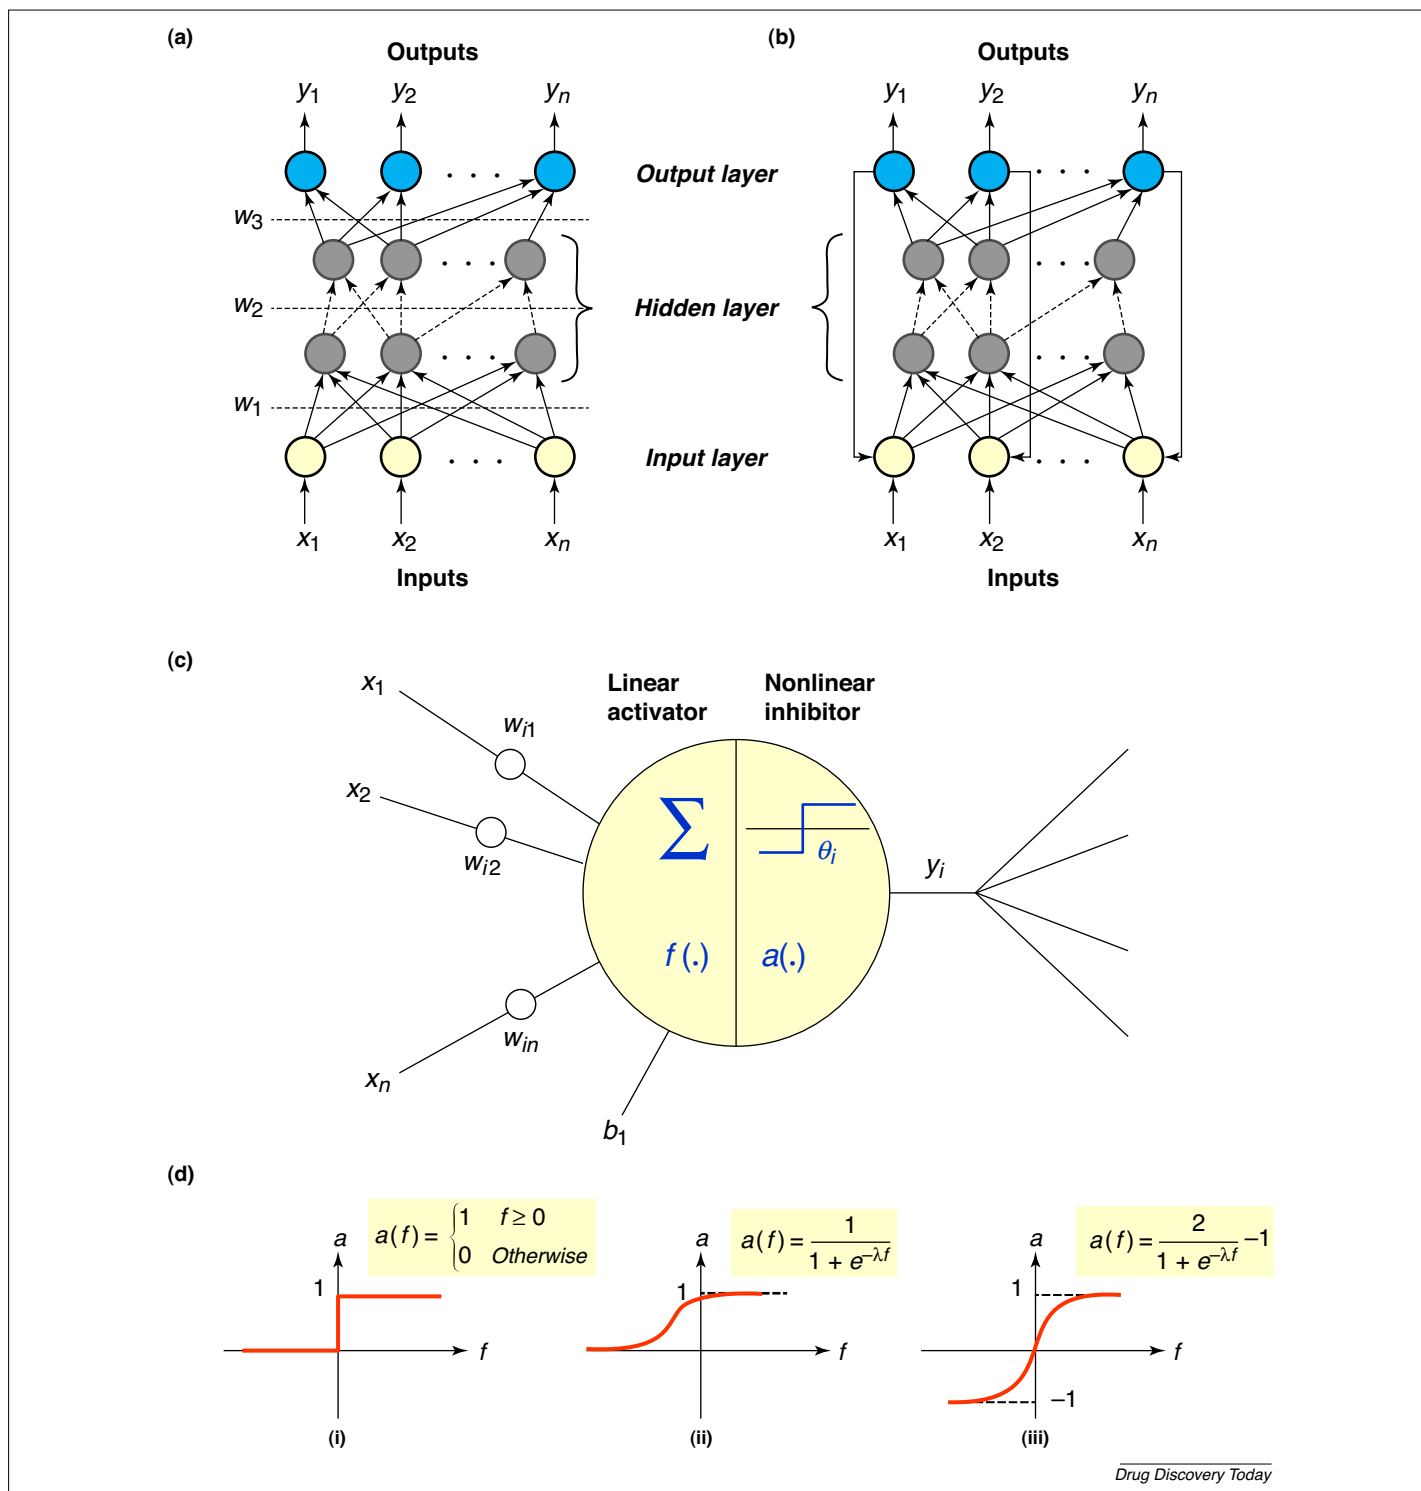 (a)
Outputs
y1 y2 yn
Output layer
w3
w2
Hidden layer
w1
Input layer
x1 x2 xn
Inputs
(b)
Outputs
y1 y2 yn
x1 x2 xn
Inputs
(c)
x1
wi1
x2
wi2
xn
win
b1
Linear
activator
Nonlinear
inhibitor
∑
θi
f (.)
a(.)
yi
(d)
a(f) = {1 f ≥ 0
0 Otherwise
a
1
f
(i)
a(f) = 1 / (1 + e^−λf)
a
1
f
(ii)
a(f) = 2 / (1 + e^−λf) −1
a
1
f
−1
(iii)
Drug Discovery Today